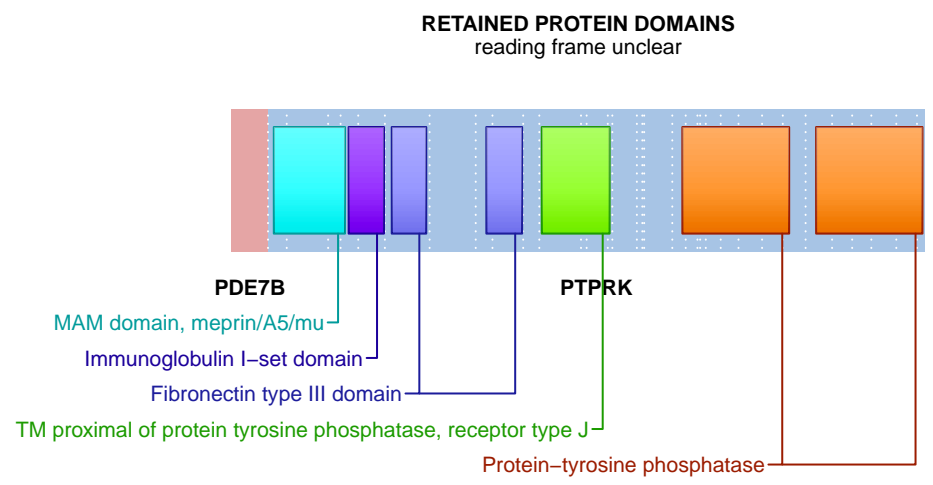 RETAINED PROTEIN DOMAINS
reading frame unclear
PDE7B PTPRK
MAM domain, meprin/A5/mu
Immunoglobulin I−set domain
Fibronectin type III domain
TM proximal of protein tyrosine phosphatase, receptor type J
Protein−tyrosine phosphatase